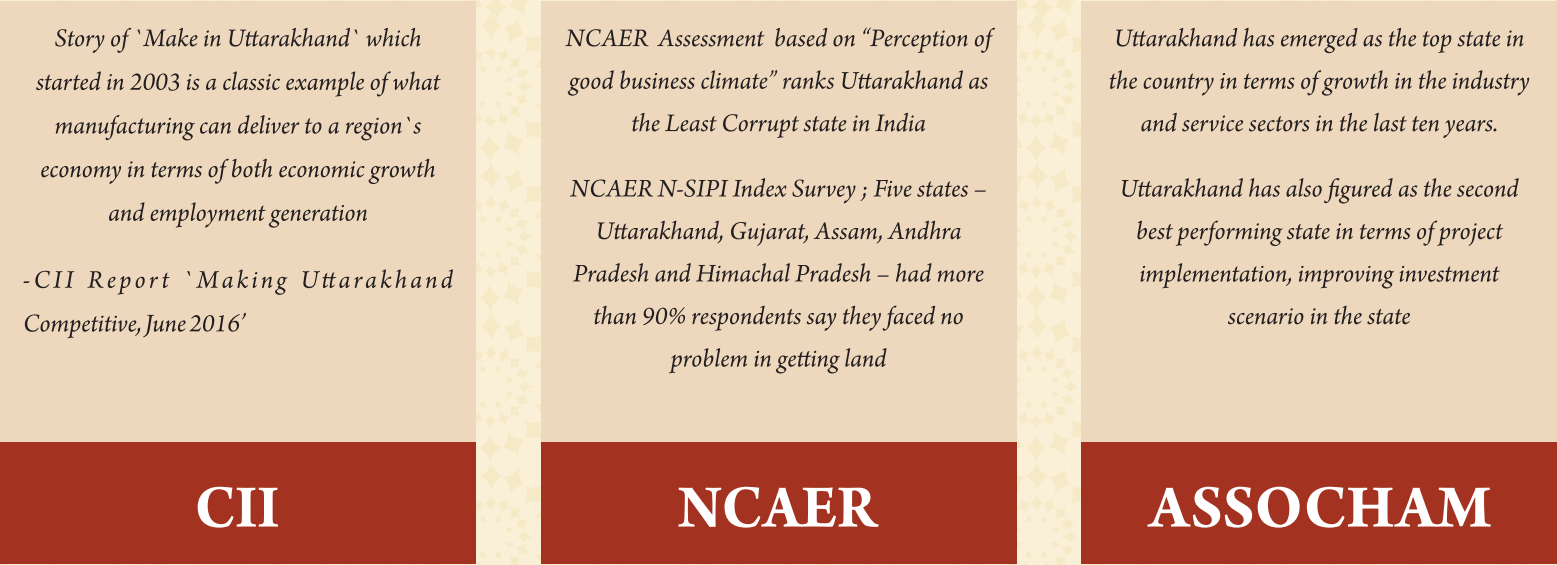 Story of `Make in Uttarakhand` which
started in 2003 is a classic example of what
manufacturing can deliver to a region`s
economy in terms of both economic growth
and employment generation
-CII Report `Making Uttarakhand
Competitive, June 2016’
CII
NCAER Assessment based on “Perception of
good business climate” ranks Uttarakhand as
the Least Corrupt state in India
NCAER N-SIPI Index Survey ; Five states –
Uttarakhand, Gujarat, Assam, Andhra
Pradesh and Himachal Pradesh – had more
than 90% respondents say they faced no
problem in getting land
NCAER
Uttarakhand has emerged as the top state in
the country in terms of growth in the industry
and service sectors in the last ten years.
Uttarakhand has also figured as the second
best performing state in terms of project
implementation, improving investment
scenario in the state
ASSOCHAM